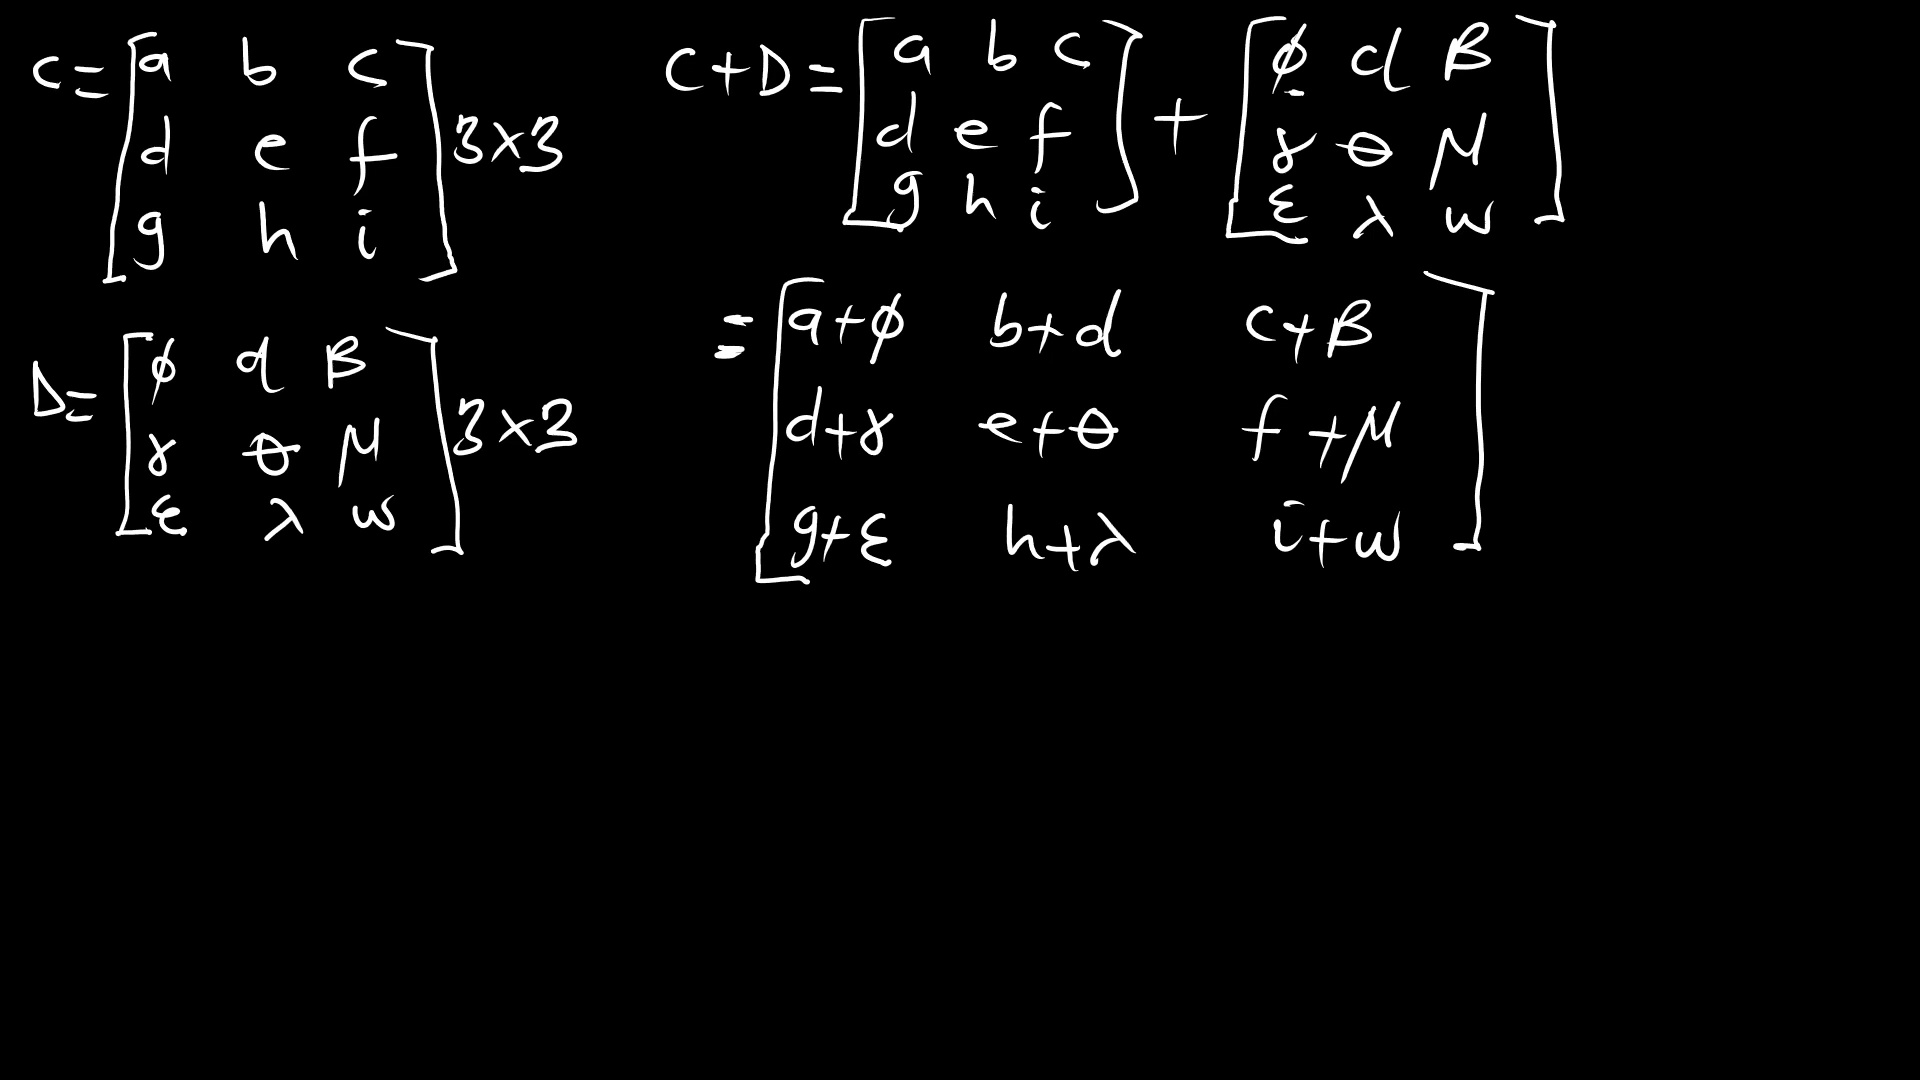 C = [a b c
d e f
g h i] 3×3
D = [ϕ d β
γ θ μ
ε λ w] 3×3
C+D = [a b c
d e f
g h i] + [ϕ d β
γ θ μ
ε λ w]
= [a+ϕ b+d c+β
d+γ e+θ f+μ
g+ε h+λ i+w]